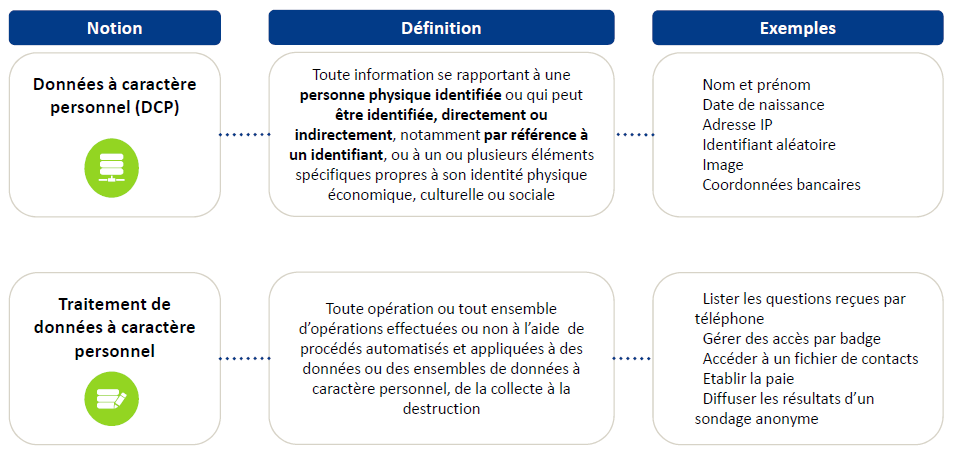 Notion
Définition
Exemples
Données à caractère
personnel (DCP)
Toute information se rapportant à une
personne physique identifiée ou qui peut
être identifiée, directement ou
indirectement, notamment par référence à
un identifiant, ou à un ou plusieurs éléments
spécifiques propres à son identité physique
économique, culturelle ou sociale
Nom et prénom
Date de naissance
Adresse IP
Identifiant aléatoire
Image
Coordonnées bancaires
Traitement de
données à caractère
personnel
Toute opération ou tout ensemble
d’opérations effectuées ou non à l’aide de
procédés automatisés et appliquées à des
données ou des ensembles de données à
caractère personnel, de la collecte à la
destruction
Lister les questions reçues par
téléphone
Gérer des accès par badge
Accéder à un fichier de contacts
Etablir la paie
Diffuser les résultats d’un
sondage anonyme